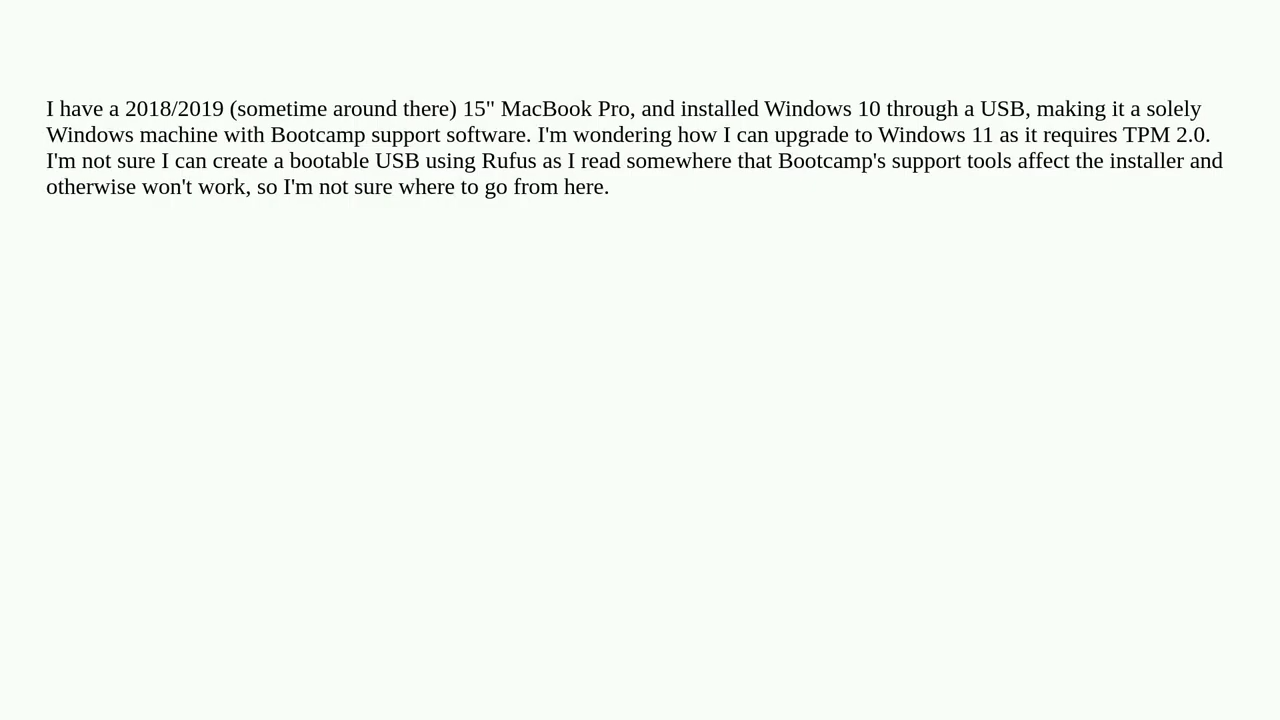 I have a 2018/2019 (sometime around there) 15" MacBook Pro, and installed Windows 10 through a USB, making it a solely
Windows machine with Bootcamp support software. I'm wondering how I can upgrade to Windows 11 as it requires TPM 2.0.
I'm not sure I can create a bootable USB using Rufus as I read somewhere that Bootcamp's support tools affect the installer and
otherwise won't work, so I'm not sure where to go from here.